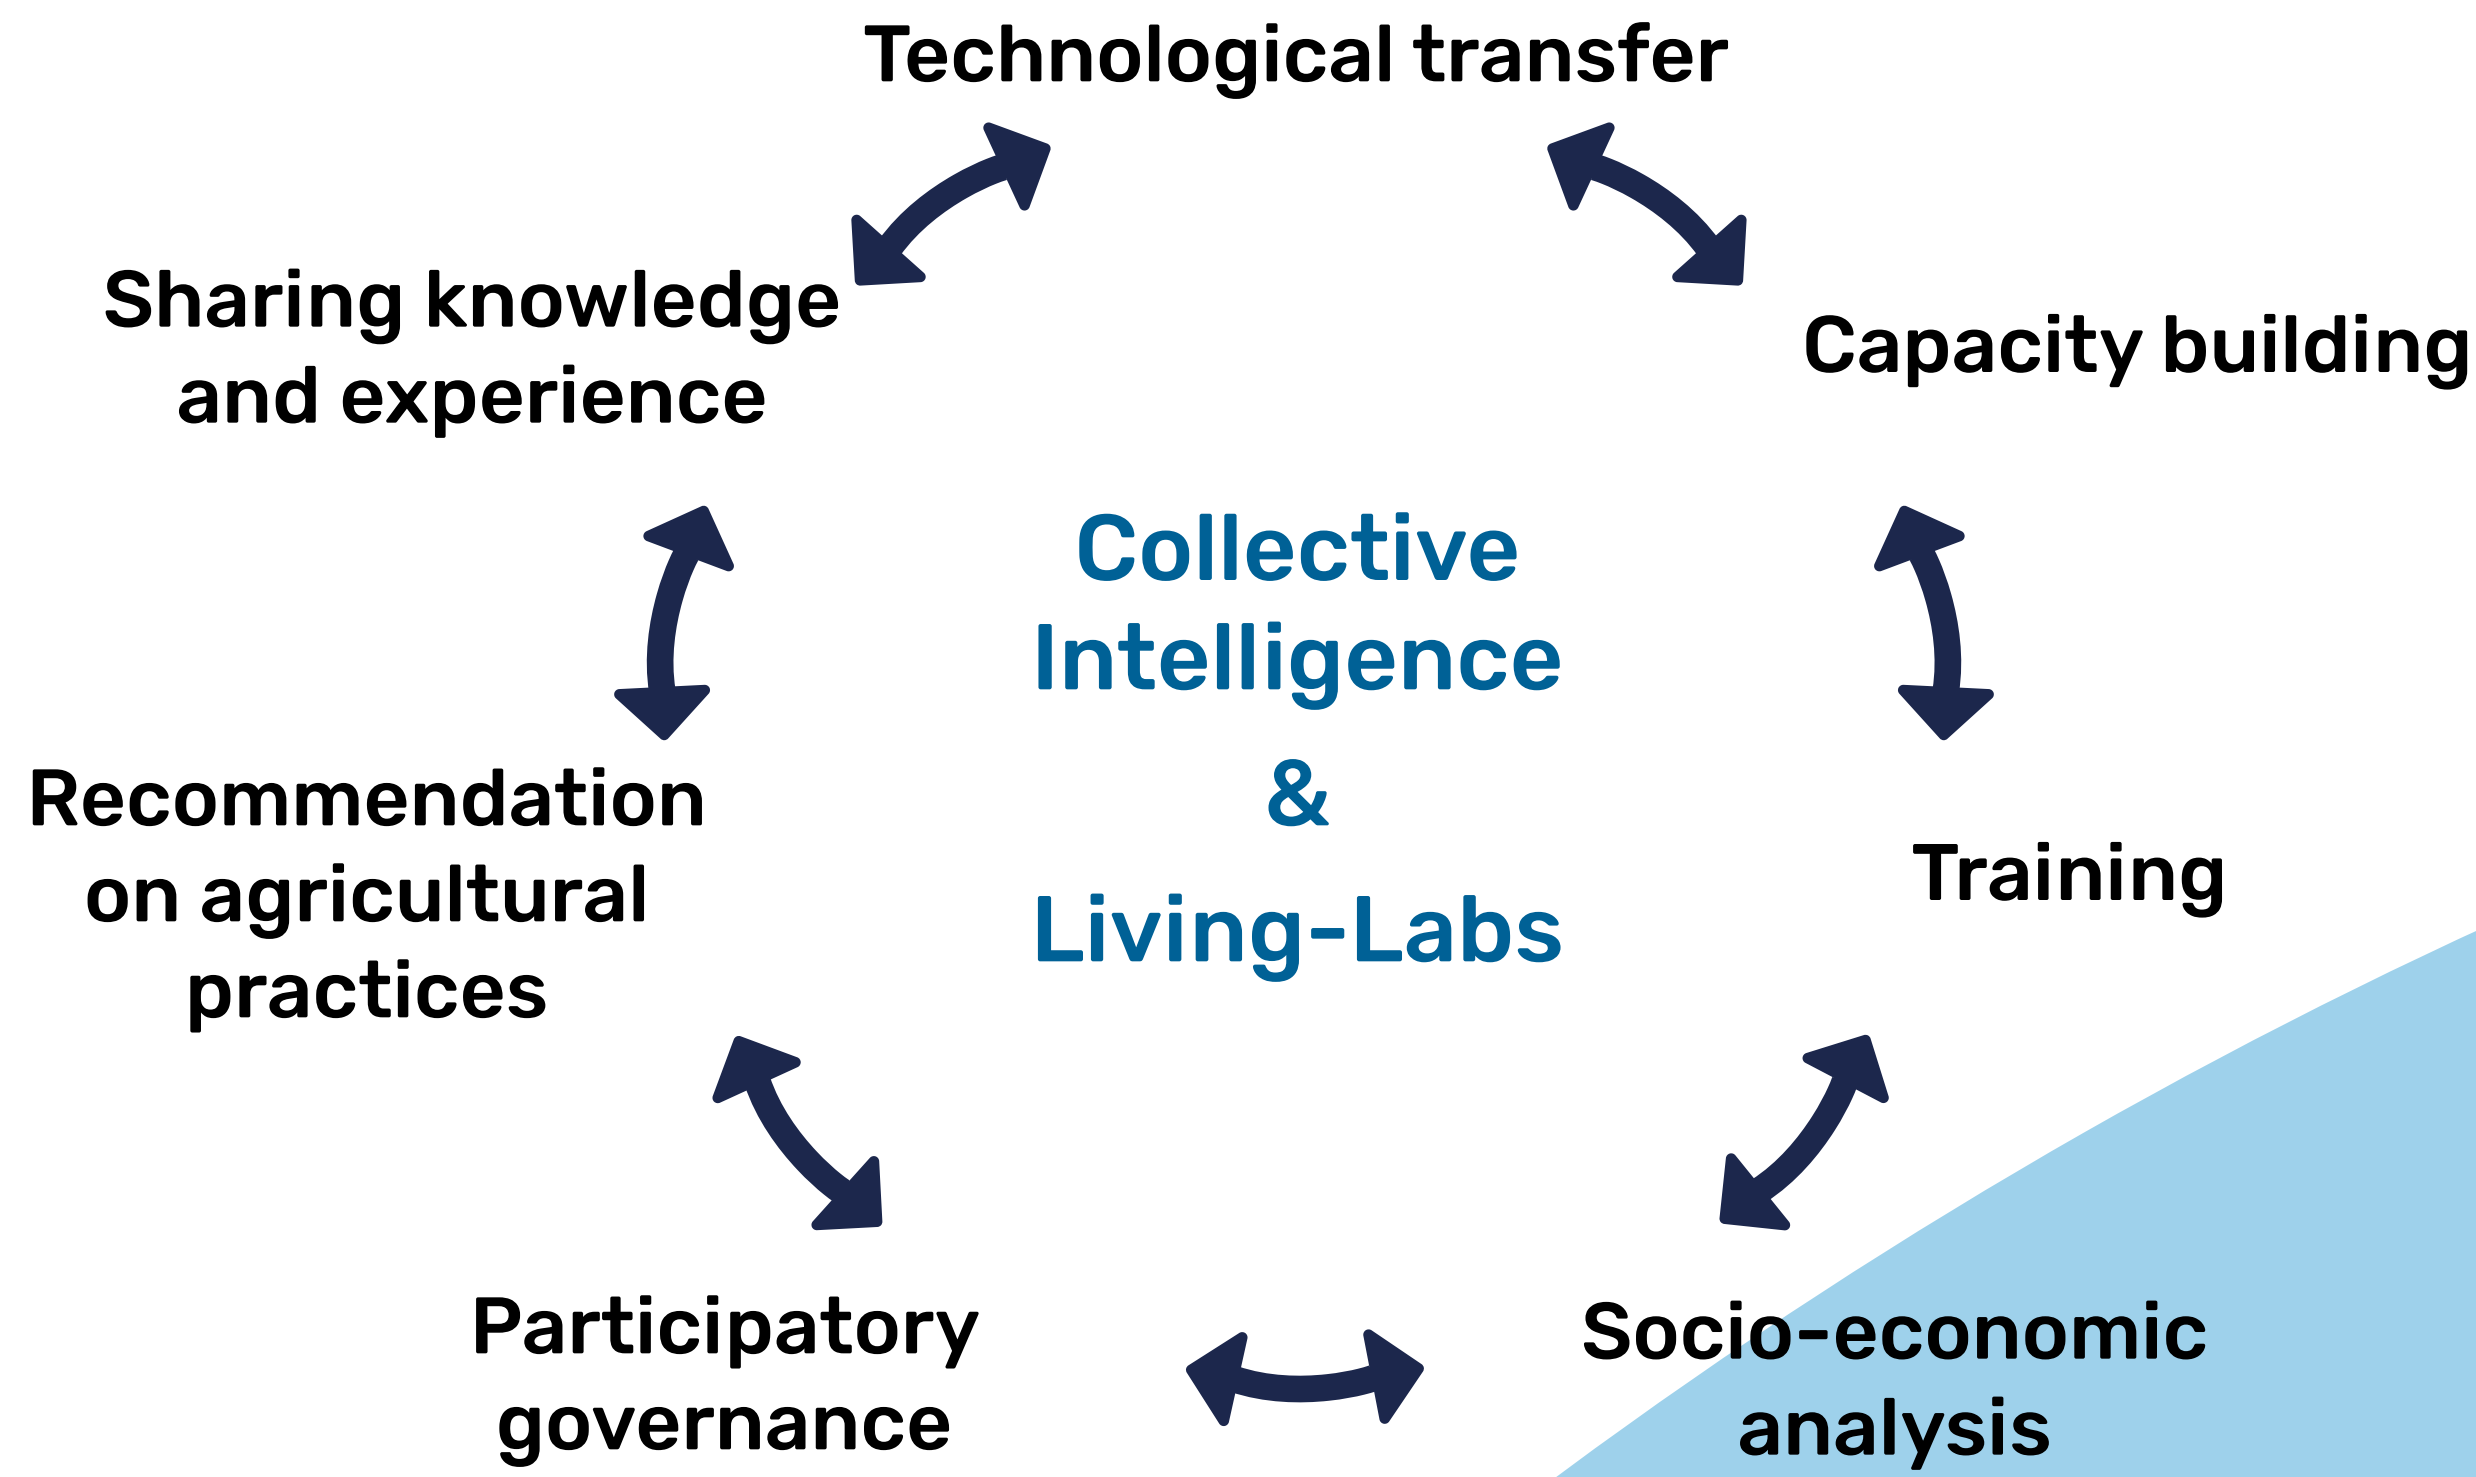 Technological transfer
Sharing knowledge
and experience
Capacity building
Collective
Intelligence
&
Living-Labs
Recommendation
on agricultural
practices
Training
Participatory
governance
Socio-economic
analysis